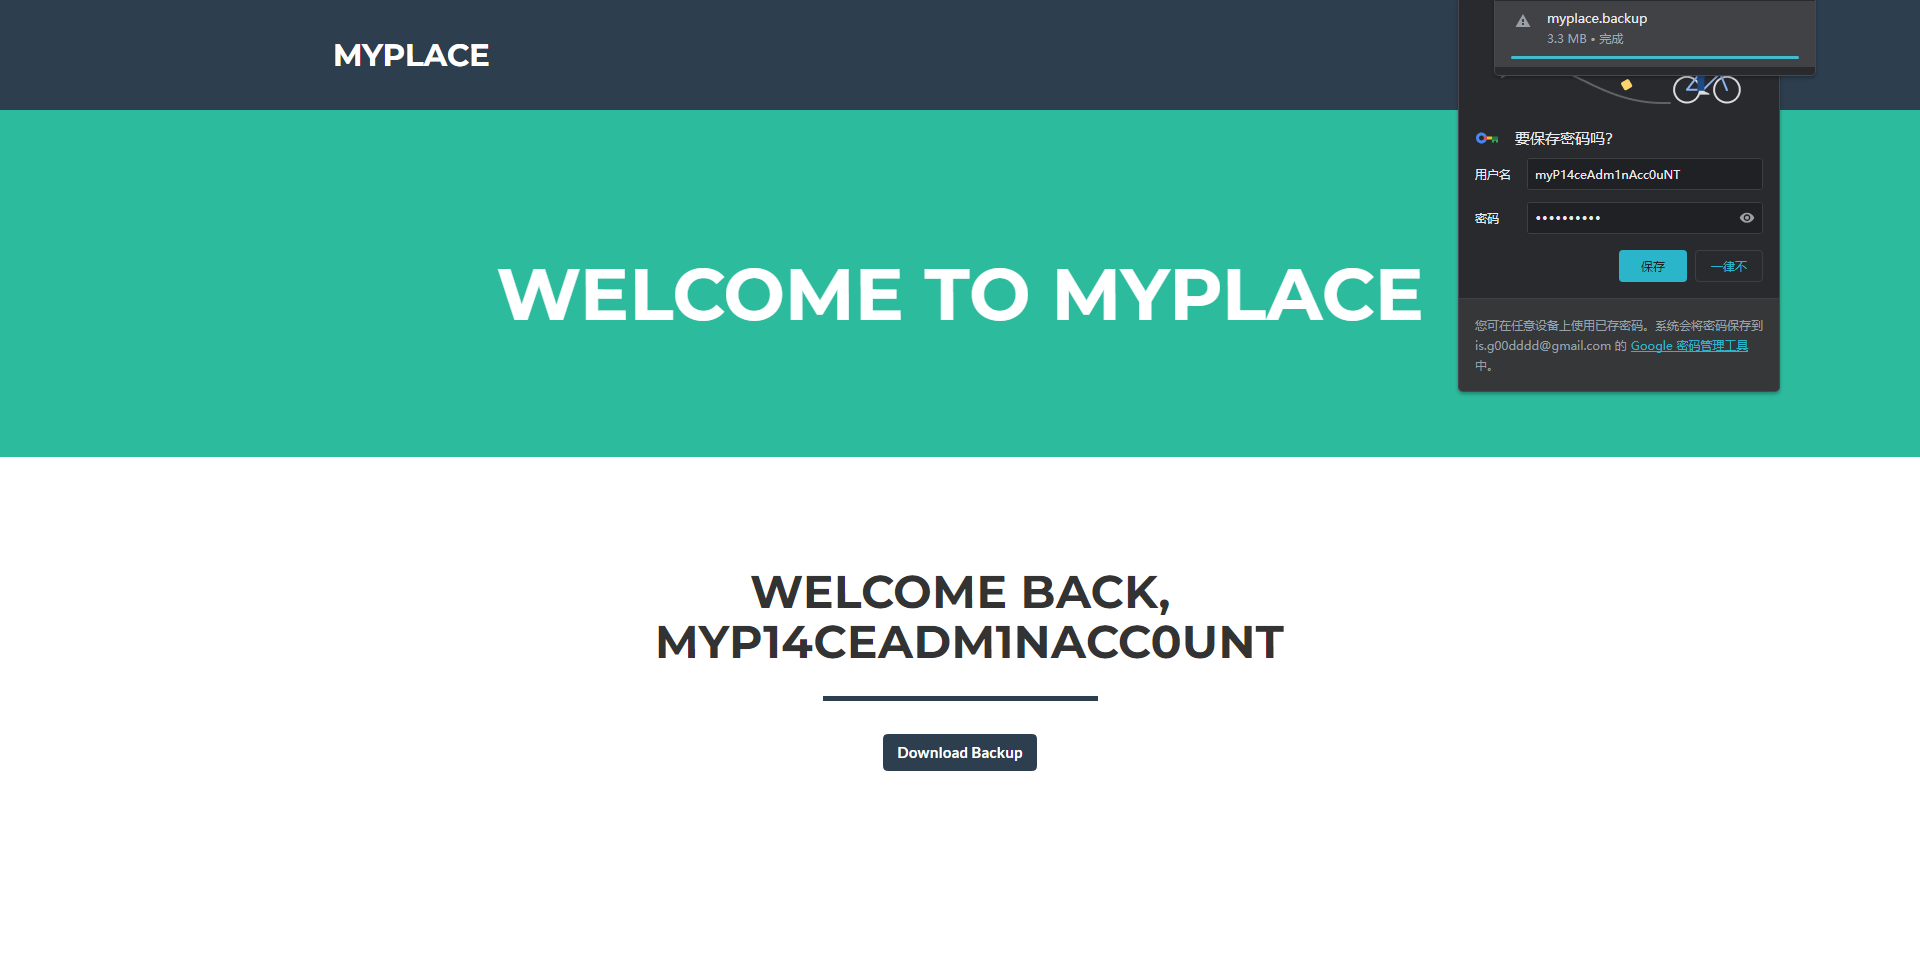 MYPLACE
myplace.backup
3.3 MB • 完成
要保存密码吗?
用户名 myP14ceAdm1nAcc0uNT
密码 ••••••••••
保存 一律不
您可在任意设备上使用已存密码。系统会将密码保存到
is.g00dddd@gmail.com 的 Google 密码管理工具
中。
WELCOME TO MYPLACE
WELCOME BACK,
MYP14CEADM1NACC0UNT
Download Backup